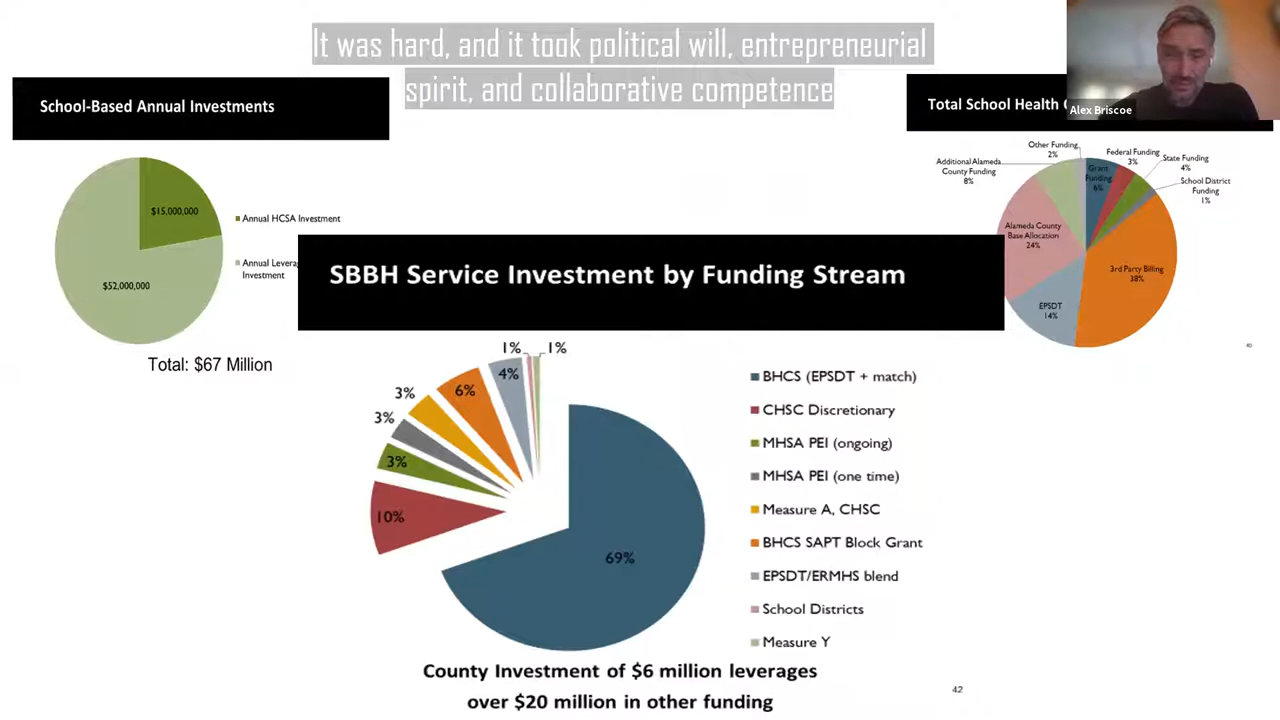 It was hard, and it took political will, entrepreneurial
spirit, and collaborative competence
Alex Briscoe
School-Based Annual Investments
$15,000,000
$52,000,000
Annual HCSA Investment
Annual
Investment
Total: $67 Million
Total School Health
Other Funding
2%
Additional Alameda
County Funding
8%
Grant
Funding
6%
Federal Funding
3%
State Funding
4%
School District
Funding
1%
Alameda County
Base Allocation
24%
3rd Party Billing
38%
EPSDT
14%
SBBH Service Investment by Funding Stream
1%
1%
4%
6%
3%
3%
3%
10%
69%
BHCS (EPSDT + match)
CHSC Discretionary
MHSA PEI (ongoing)
MHSA PEI (one time)
Measure A, CHSC
BHCS SAPT Block Grant
EPSDT/ERMHS blend
School Districts
Measure Y
County Investment of $6 million leverages
over $20 million in other funding
42